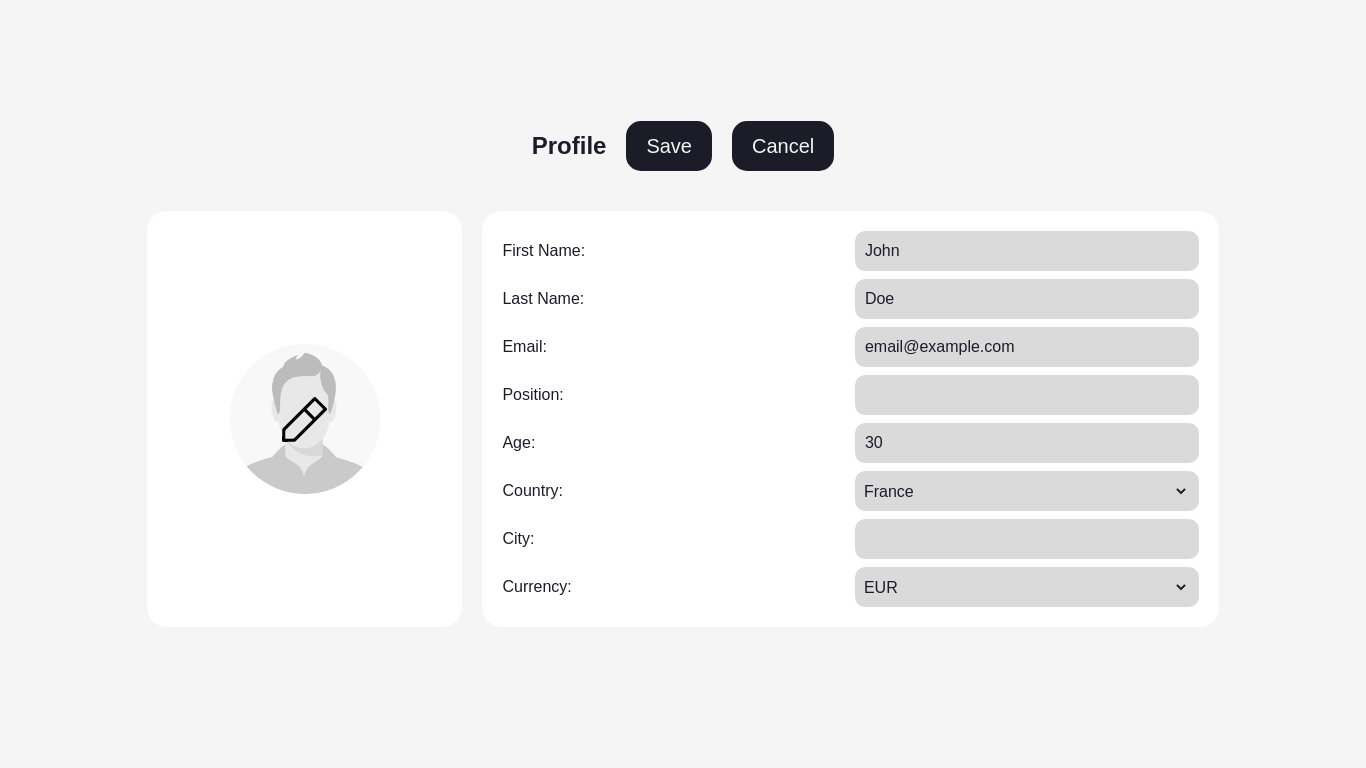 Profile Save Cancel
First Name: John
Last Name: Doe
Email: email@example.com
Position:
Age: 30
Country: France
City:
Currency: EUR